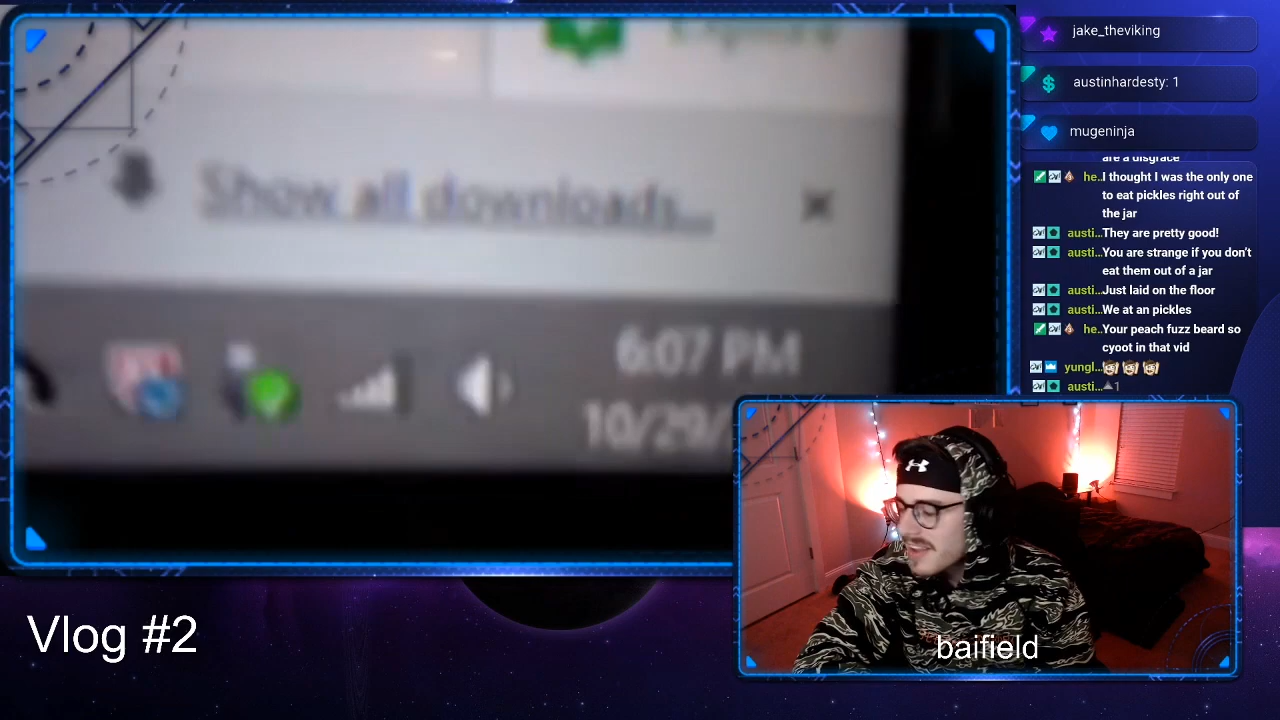 Show all downloads...
6:07 PM
10/29/
jake_theviking
austinhardesty: 1
mugeninja
are a disgrace
he..I thought I was the only one
to eat pickles right out of
the jar
austi...They are pretty good!
austi...You are strange if you don't
eat them out of a jar
austi...Just laid on the floor
austi...We at an pickles
he..Your peach fuzz beard so
cyoot in that vid
yungl...
austi...1
Vlog #2
baifield